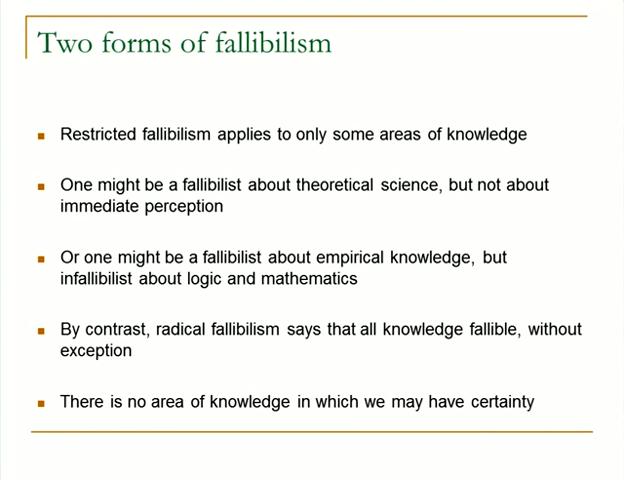 Two forms of fallibilism
Restricted fallibilism applies to only some areas of knowledge
One might be a fallibilist about theoretical science, but not about
immediate perception
Or one might be a fallibilist about empirical knowledge, but
infallibilist about logic and mathematics
By contrast, radical fallibilism says that all knowledge fallible, without
exception
There is no area of knowledge in which we may have certainty